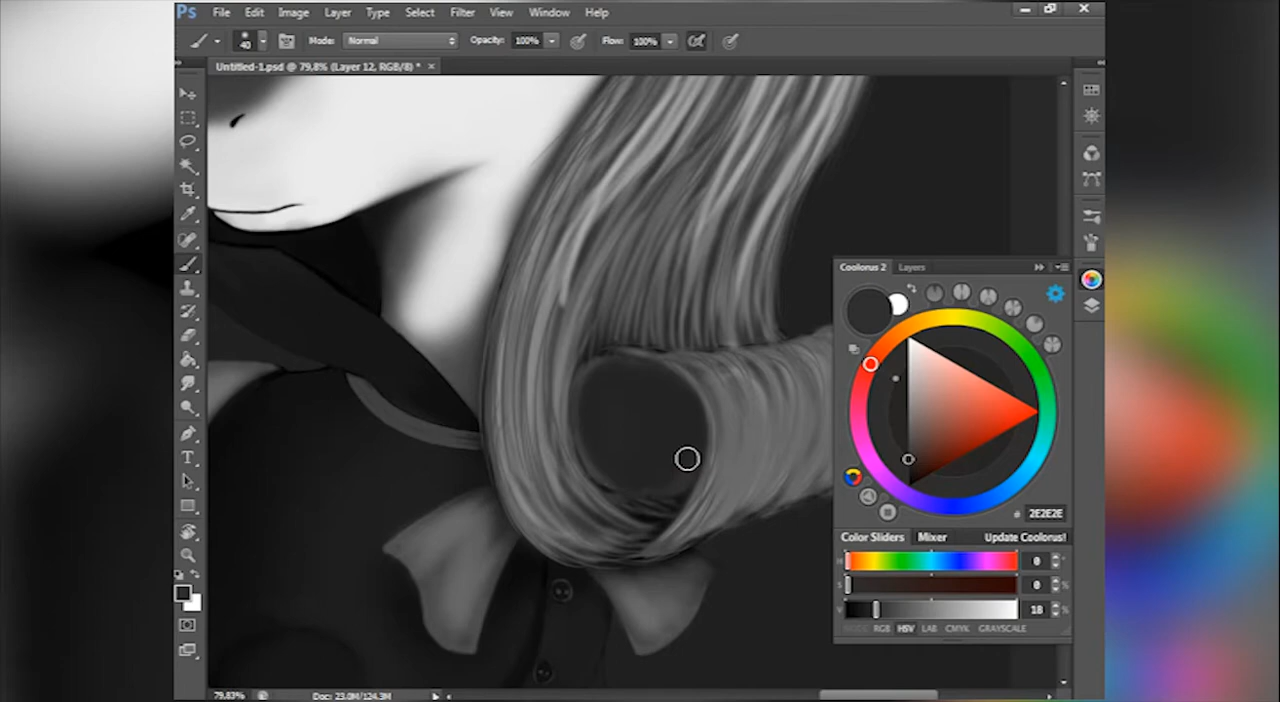 Ps File Edit Image Layer Type Select Filter View Window Help
40 Mode: Normal Opacity: 100% Flow: 100%
Untitled-1.psd @ 79,8% (Layer 12, RGB/8) *
Coolorus 2 Layers
# 2E2E2E
Color Sliders Mixer Update Coolorus!
H 0 °
S 0 %
V 18 %
RGB HSV LAB CMYK GRAYSCALE
79,83% Doc: 23,0M/124,3M